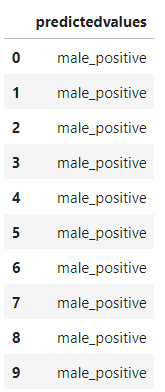 predictedvalues
0 male_positive
1 male_positive
2 male_positive
3 male_positive
4 male_positive
5 male_positive
6 male_positive
7 male_positive
8 male_positive
9 male_positive